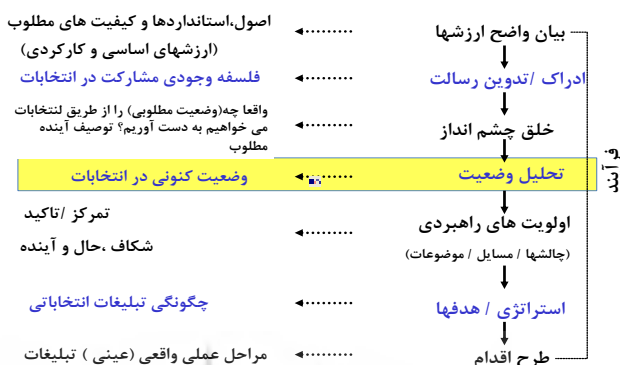 بیان واضح ارزشها
اصول،استانداردها و کیفیت های مطلوب
(ارزشهای اساسی و کارکردی)
ادراک /تدوین رسالت
فلسفه وجودی مشارکت در انتخابات
خلق چشم انداز
واقعا چه(وضعیت مطلوبی) را از طریق لنتخابات
می خواهیم به دست آوریم؟ توصیف آینده
مطلوب
تحلیل وضعیت
وضعیت کنونی در انتخابات
اولویت های راهبردی
(چالشها / مسایل / موضوعات)
تمرکز /تاکید
شکاف ،حال و آینده
استراتژی / هدفها
چگونگی تبلیغات انتخاباتی
طرح اقدام
مراحل عملی واقعی (عینی ) تبلیغات
فرآیند